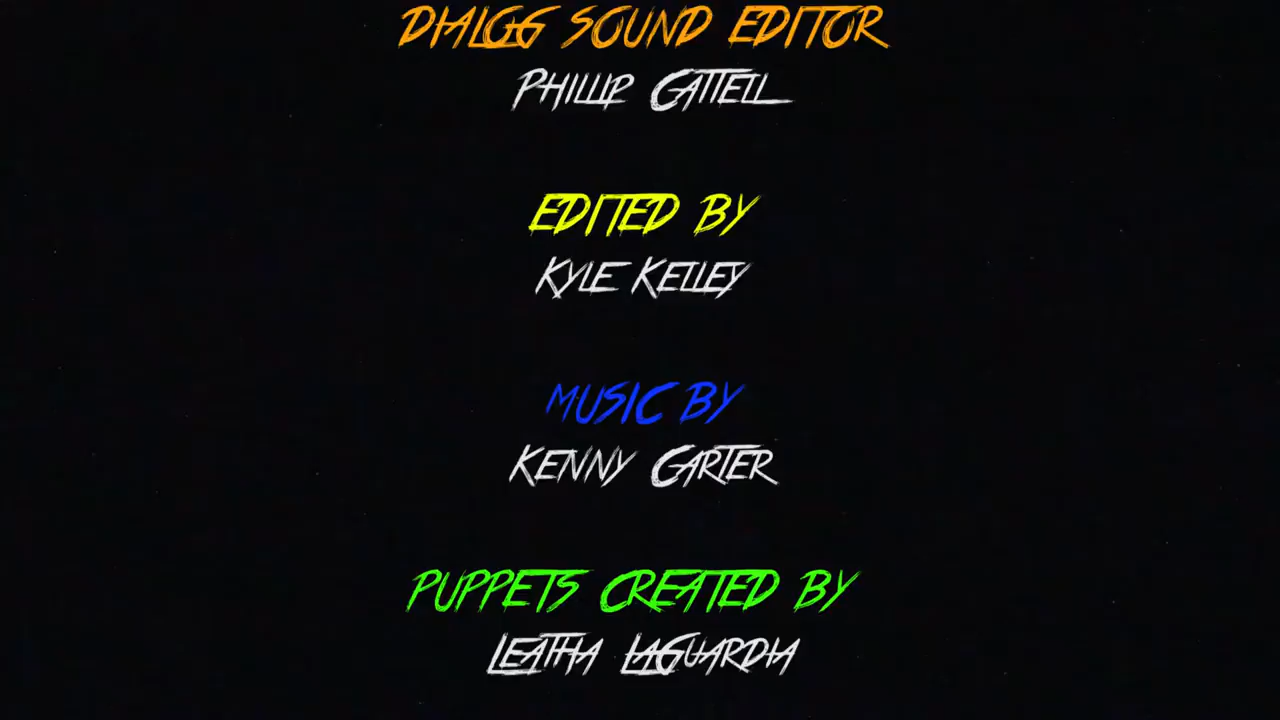 DIALOG SOUND EDITOR
PHILLIP CATTELL
EDITED BY
KYLE KELLEY
MUSIC BY
KENNY CARTER
PUPPETS CREATED BY
LEATHA LAGUARDIA